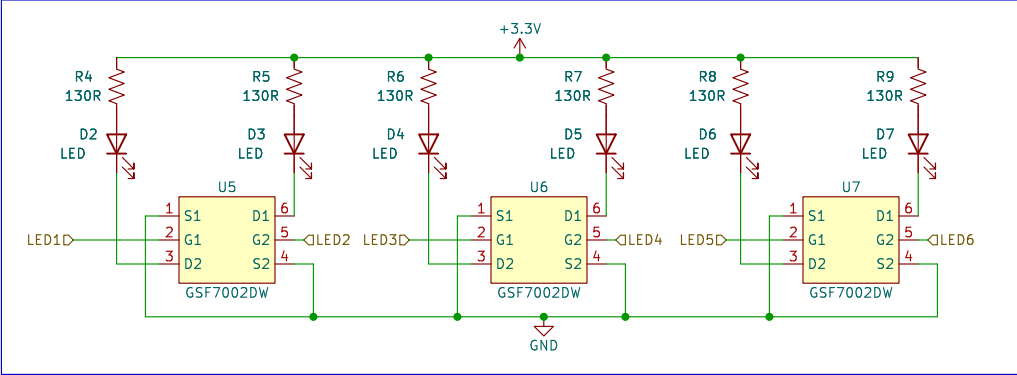 +3.3V
R4 R5 R6 R7 R8 R9
130R 130R 130R 130R 130R 130R
D2 D3 D4 D5 D6 D7
LED LED LED LED LED LED
U5 U6 U7
1 S1 D1 6 1 S1 D1 6 1 S1 D1 6
LED1 2 G1 G2 5 LED2 LED3 2 G1 G2 5 LED4 LED5 2 G1 G2 5 LED6
3 D2 S2 4 3 D2 S2 4 3 D2 S2 4
GSF7002DW GSF7002DW GSF7002DW
GND